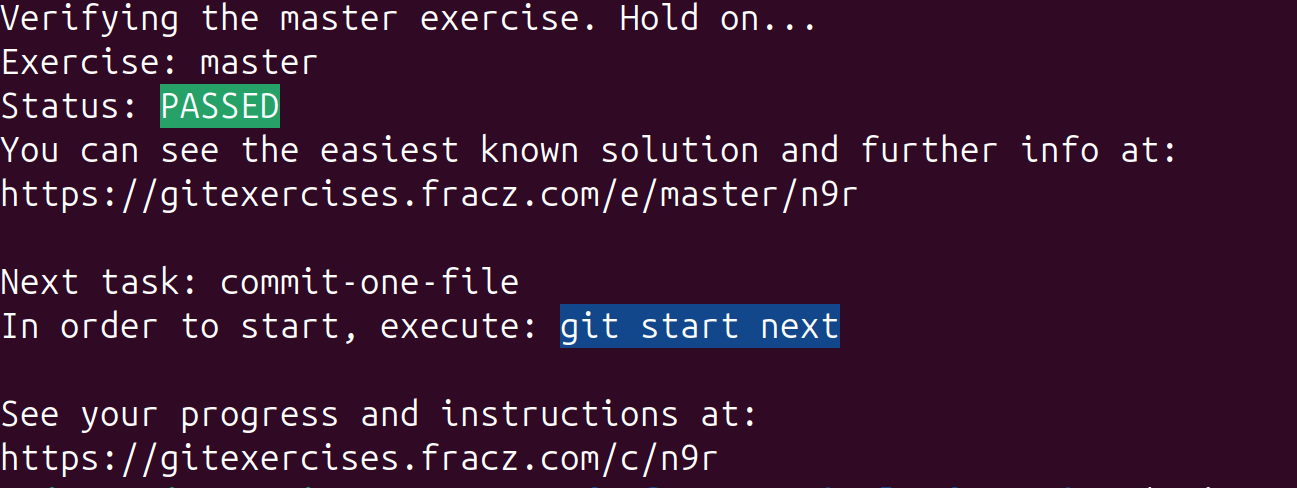 Verifying the master exercise. Hold on...
Exercise: master
Status: PASSED
You can see the easiest known solution and further info at:
https://gitexercises.fracz.com/e/master/n9r
Next task: commit-one-file
In order to start, execute: git start next
See your progress and instructions at:
https://gitexercises.fracz.com/c/n9r